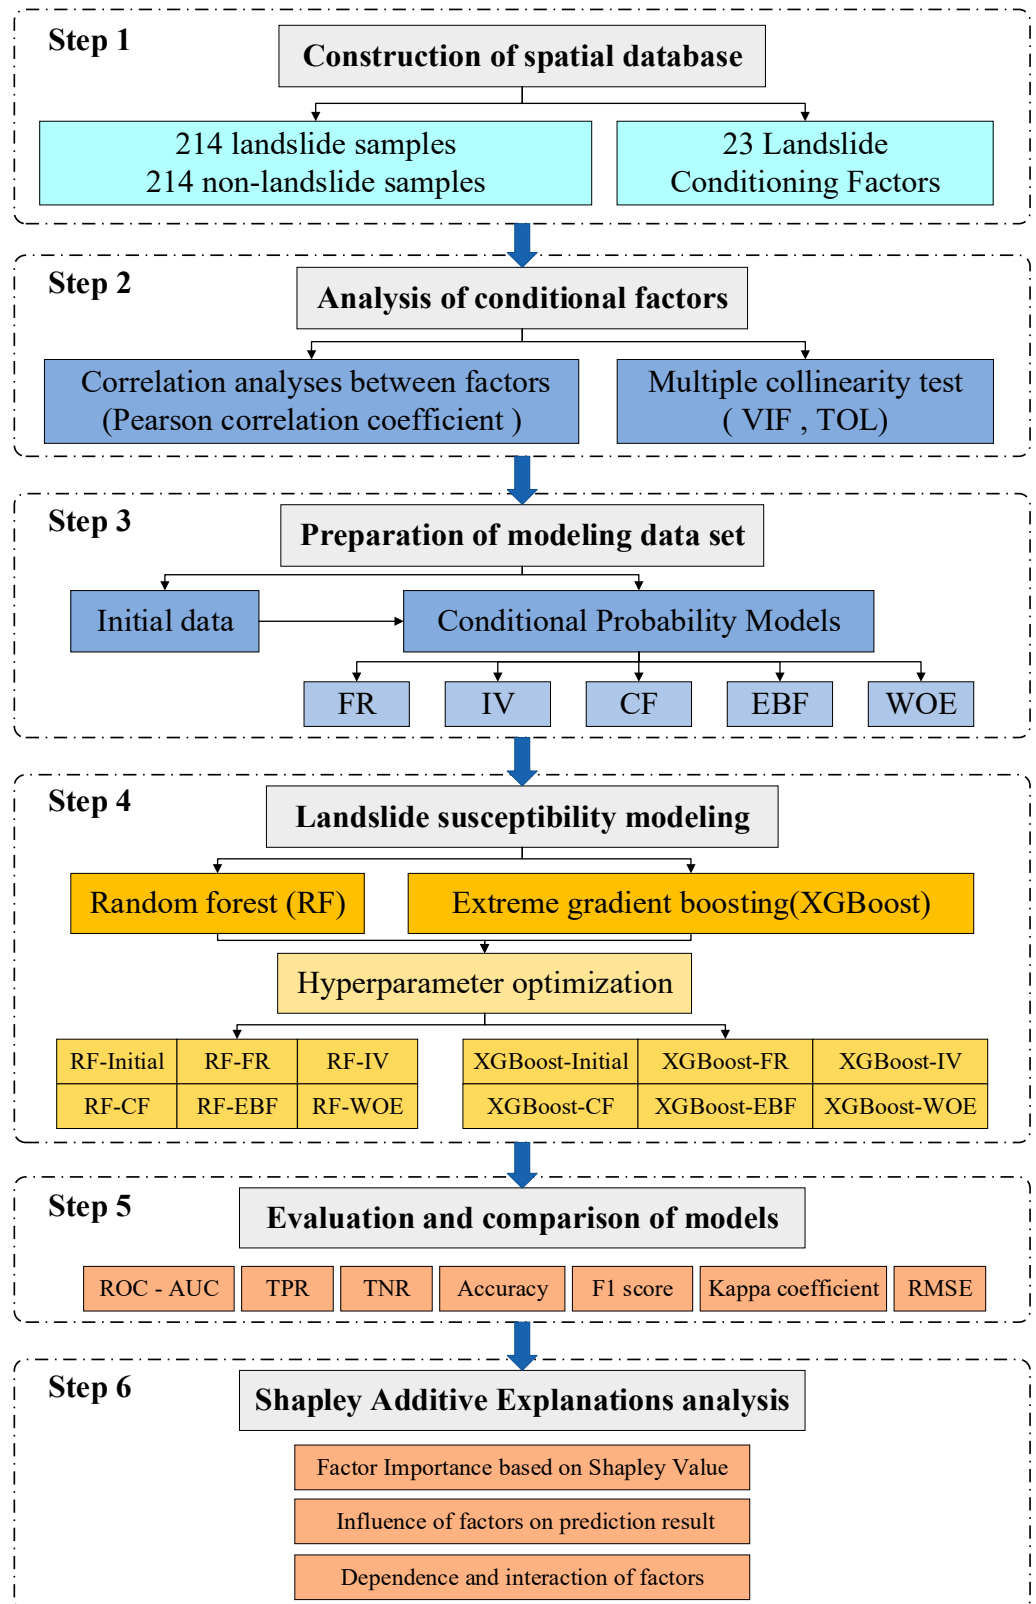 Step 1
Construction of spatial database
214 landslide samples
214 non-landslide samples
23 Landslide
Conditioning Factors
Step 2
Analysis of conditional factors
Correlation analyses between factors
(Pearson correlation coefficient )
Multiple collinearity test
( VIF , TOL)
Step 3
Preparation of modeling data set
Initial data
Conditional Probability Models
FR
IV
CF
EBF
WOE
Step 4
Landslide susceptibility modeling
Random forest (RF)
Extreme gradient boosting(XGBoost)
Hyperparameter optimization
RF-Initial
RF-FR
RF-IV
RF-CF
RF-EBF
RF-WOE
XGBoost-Initial
XGBoost-FR
XGBoost-IV
XGBoost-CF
XGBoost-EBF
XGBoost-WOE
Step 5
Evaluation and comparison of models
ROC - AUC
TPR
TNR
Accuracy
F1 score
Kappa coefficient
RMSE
Step 6
Shapley Additive Explanations analysis
Factor Importance based on Shapley Value
Influence of factors on prediction result
Dependence and interaction of factors